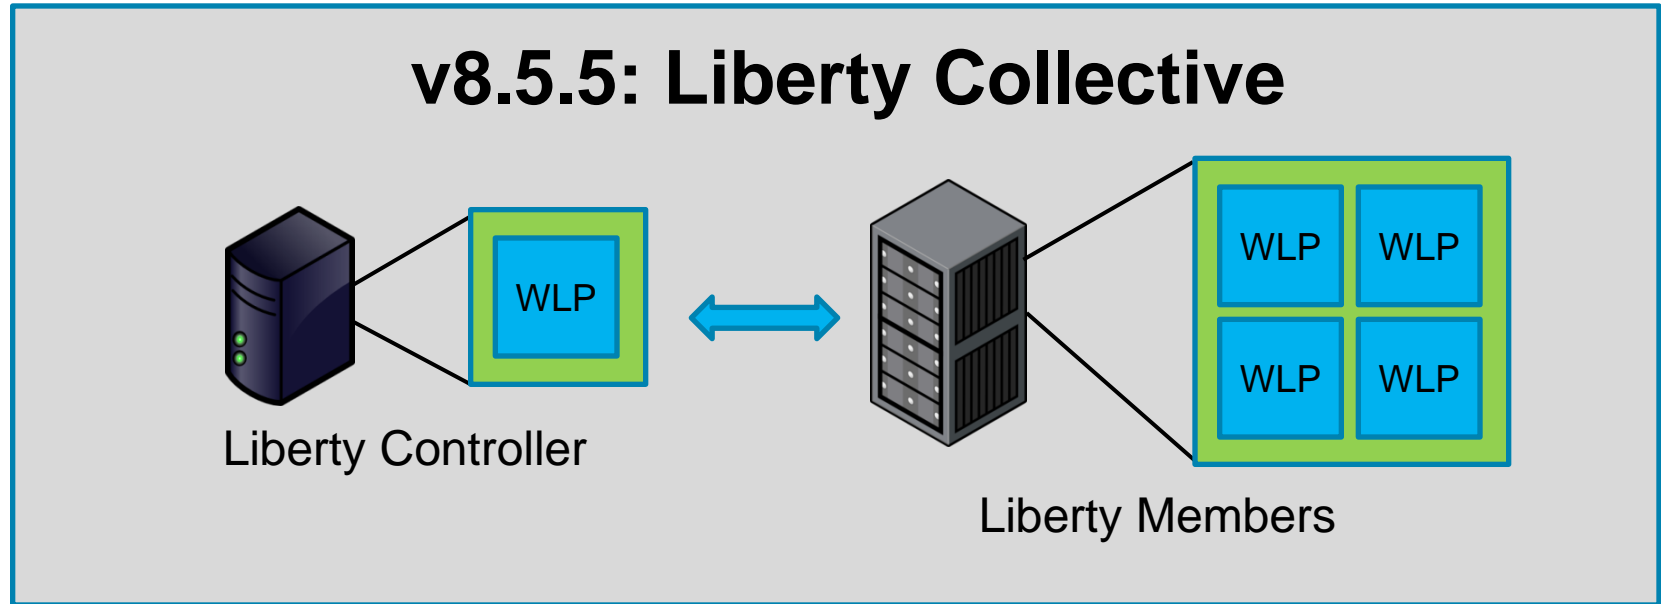 v8.5.5: Liberty Collective
WLP
Liberty Controller
WLP WLP
WLP WLP
Liberty Members